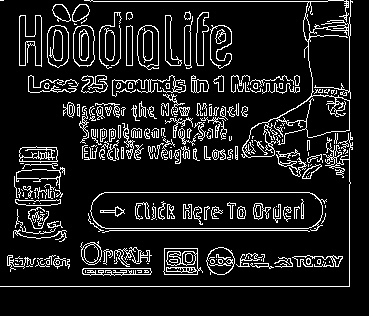 HoodiaLife
Lose 25 pounds in 1 Month!
Discover the New Miracle
Supplement for Safe,
Effective Weight Loss!
Click Here To Order!
Featured On:
OPRAH
60
MINUTES
abc
TODAY